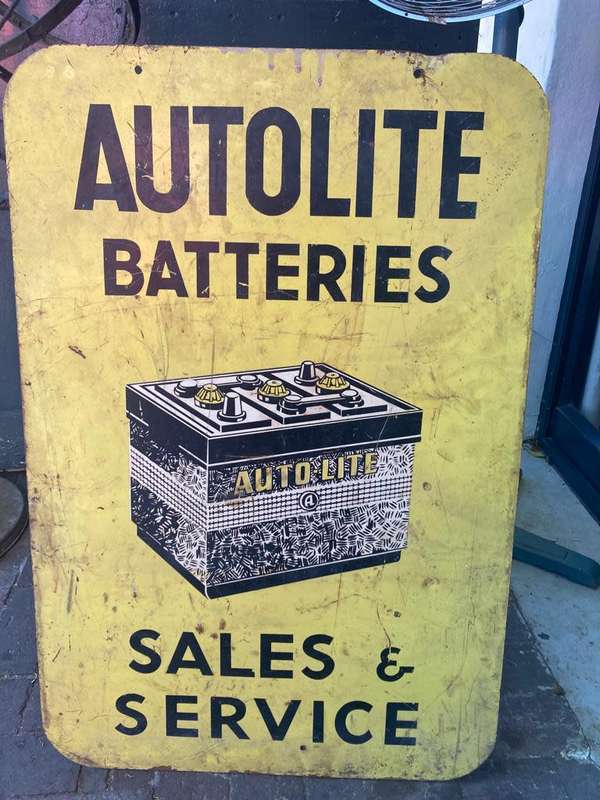 AUTOLITE
BATTERIES
AUTO-LITE
A
SALES &
SERVICE